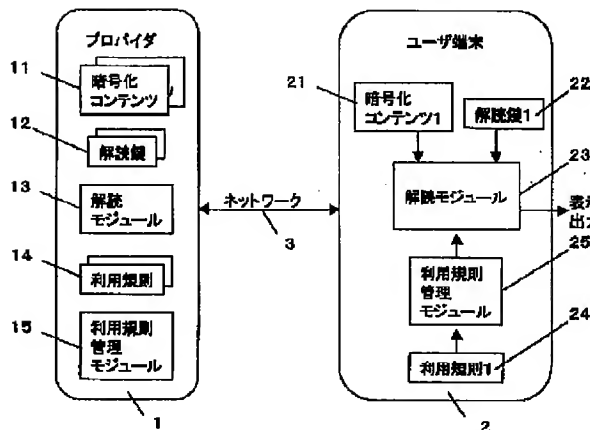 プロバイダ
11
暗号化
コンテンツ
12
解読鍵
13
解読
モジュール
14
利用規則
15
利用規則
管理
モジュール
1
ネットワーク
3
ユーザ端末
21
暗号化
コンテンツ1
22
解読鍵1
23
解読モジュール
表示
出力
25
利用規則
管理
モジュール
24
利用規則1
2